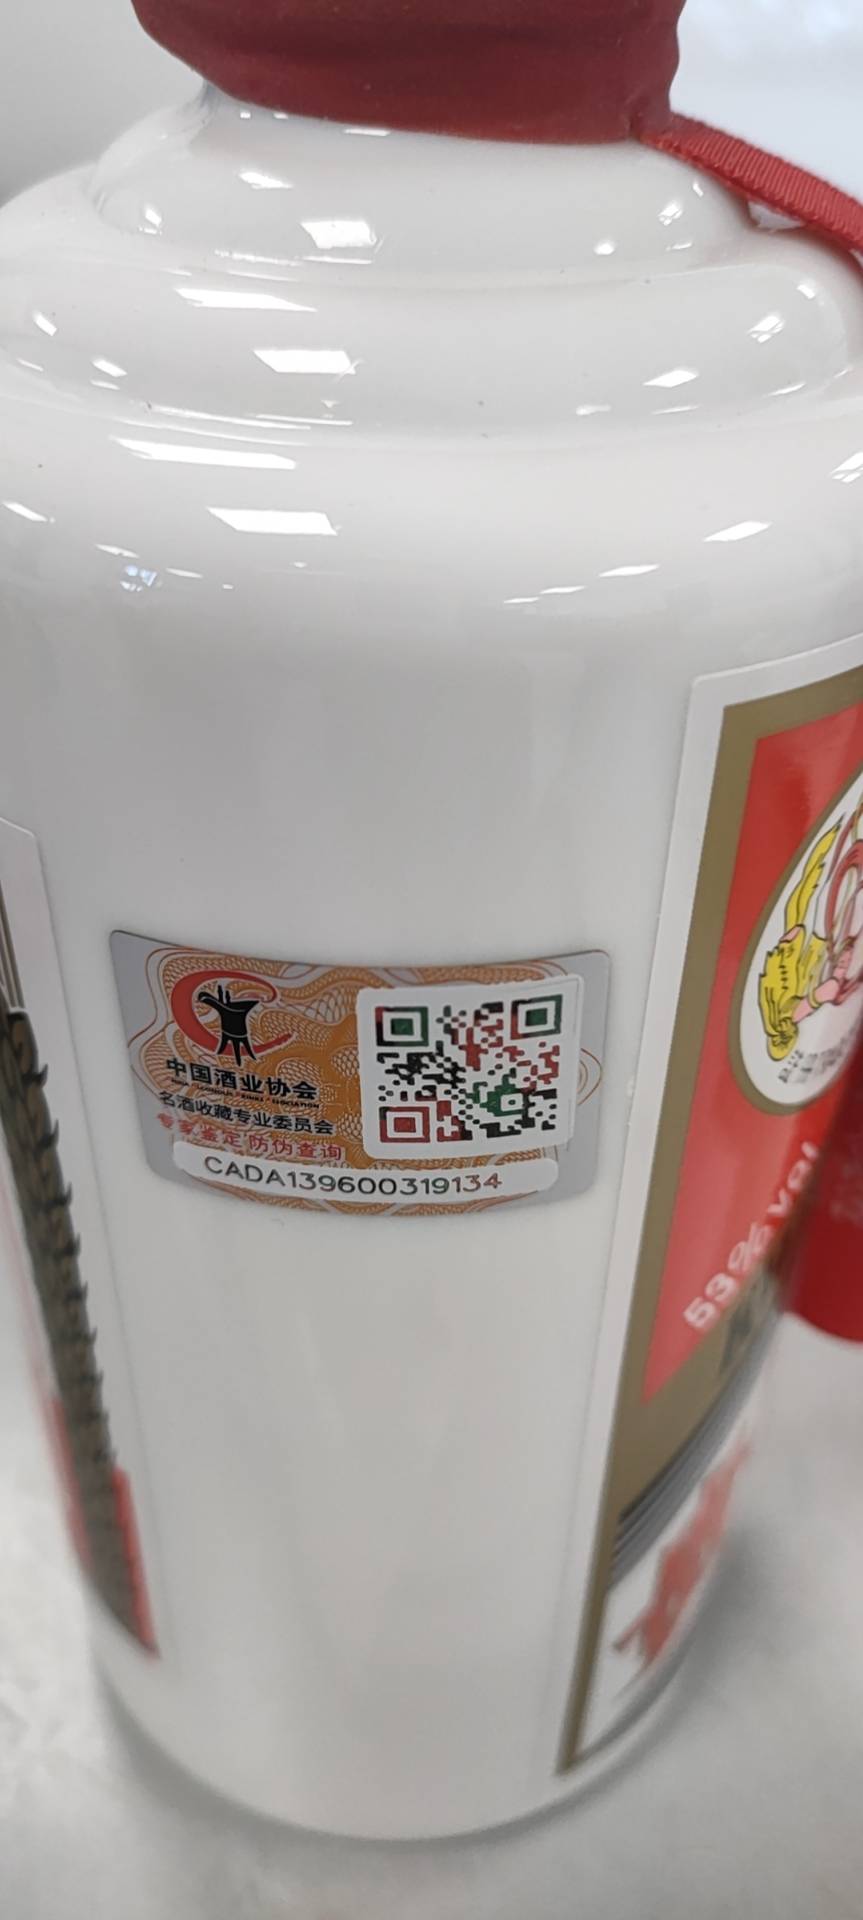 中国酒业协会
名酒收藏专业委员会
专家鉴定 防伪查询
CADA139600319134
53%vol